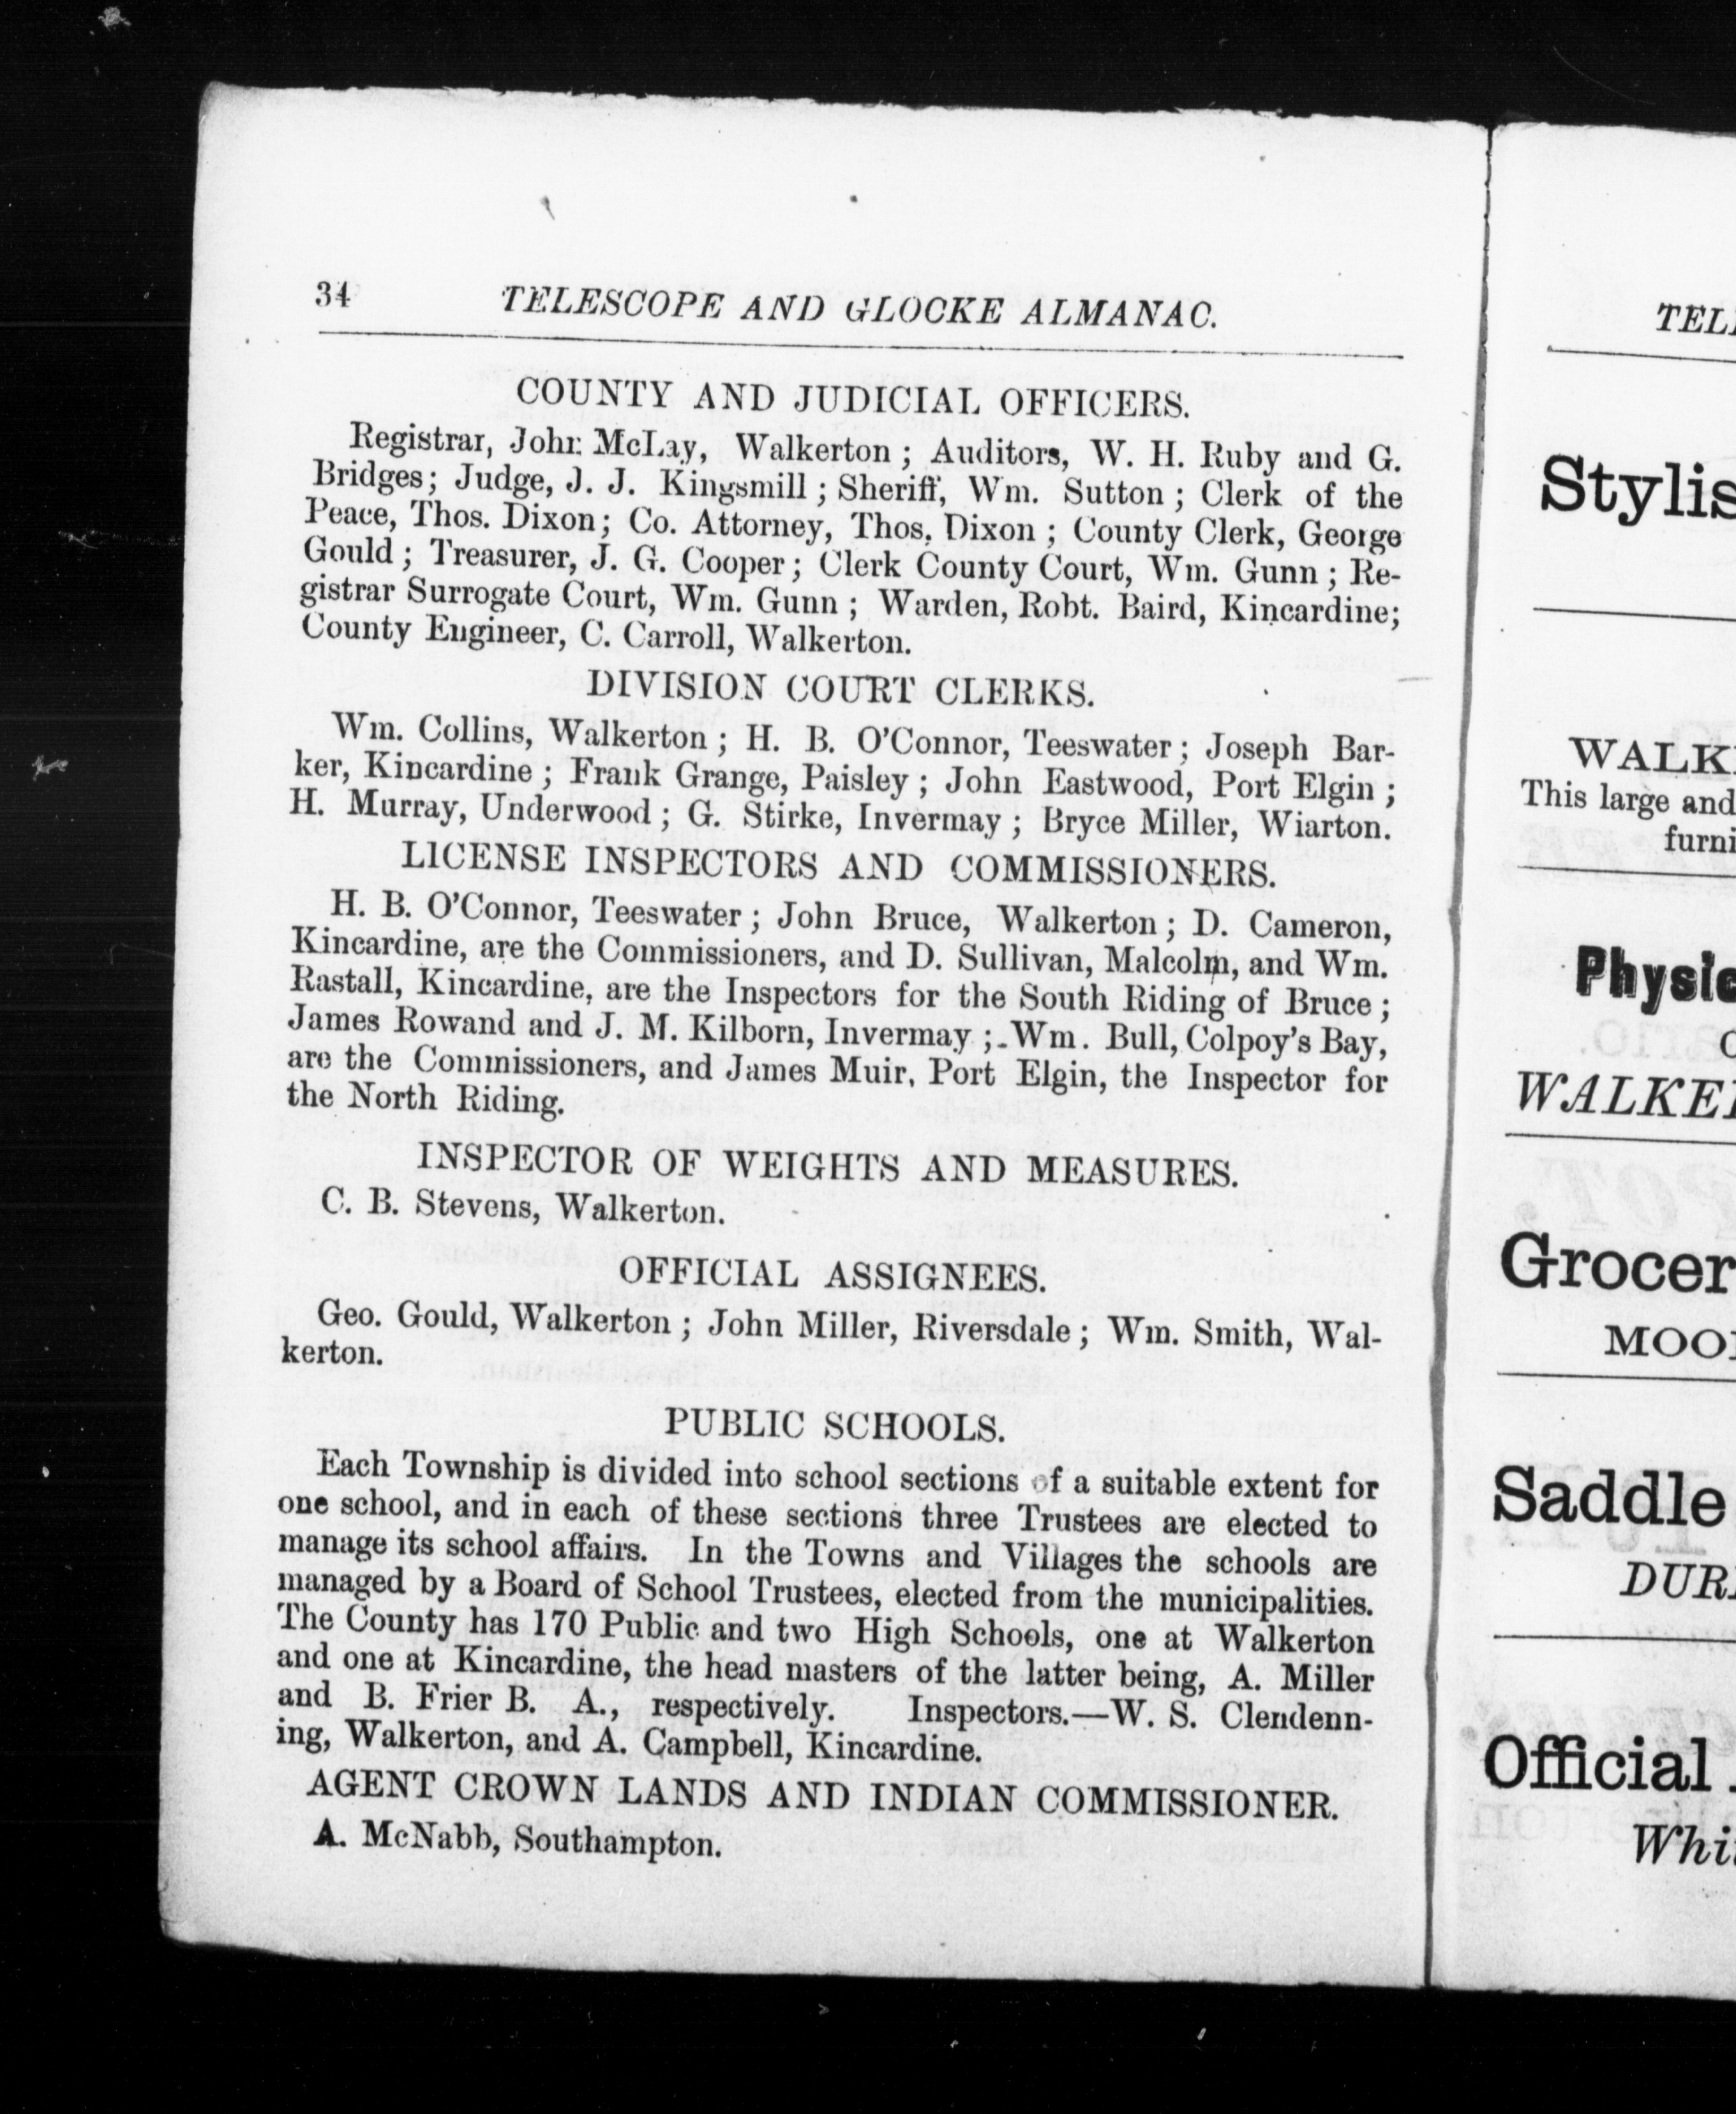 34 TELESCOPE AND GLOCKE ALMANAC.
COUNTY AND JUDICIAL OFFICERS.
Registrar, John McLay, Walkerton ; Auditors, W. H. Ruby and G.
Bridges; Judge, J. J. Kingsmill ; Sheriff, Wm. Sutton ; Clerk of the
Peace, Thos. Dixon; Co. Attorney, Thos. Dixon ; County Clerk, George
Gould ; Treasurer, J. G. Cooper ; Clerk County Court, Wm. Gunn ; Re-
gistrar Surrogate Court, Wm. Gunn ; Warden, Robt. Baird, Kincardine;
County Engineer, C. Carroll, Walkerton.
DIVISION COURT CLERKS.
Wm. Collins, Walkerton ; H. B. O'Connor, Teeswater ; Joseph Bar-
ker, Kincardine ; Frank Grange, Paisley ; John Eastwood, Port Elgin ;
H. Murray, Underwood ; G. Stirke, Invermay ; Bryce Miller, Wiarton.
LICENSE INSPECTORS AND COMMISSIONERS.
H. B. O'Connor, Teeswater ; John Bruce, Walkerton ; D. Cameron,
Kincardine, are the Commissioners, and D. Sullivan, Malcolm, and Wm.
Rastall, Kincardine, are the Inspectors for the South Riding of Bruce ;
James Rowand and J. M. Kilborn, Invermay ; Wm. Bull, Colpoy's Bay,
are the Commissioners, and James Muir, Port Elgin, the Inspector for
the North Riding.
INSPECTOR OF WEIGHTS AND MEASURES.
C. B. Stevens, Walkerton.
OFFICIAL ASSIGNEES.
Geo. Gould, Walkerton ; John Miller, Riversdale ; Wm. Smith, Wal-
kerton.
PUBLIC SCHOOLS.
Each Township is divided into school sections of a suitable extent for
one school, and in each of these sections three Trustees are elected to
manage its school affairs. In the Towns and Villages the schools are
managed by a Board of School Trustees, elected from the municipalities.
The County has 170 Public and two High Schools, one at Walkerton
and one at Kincardine, the head masters of the latter being, A. Miller
and B. Frier B. A., respectively. Inspectors.—W. S. Clendenn-
ing, Walkerton, and A. Campbell, Kincardine.
AGENT CROWN LANDS AND INDIAN COMMISSIONER.
A. McNabb, Southampton.
TEL
Stylis
WALK
This large and
furni
Physic
WALKE
Grocer
MOO
Saddle
DUR
Official
Whi